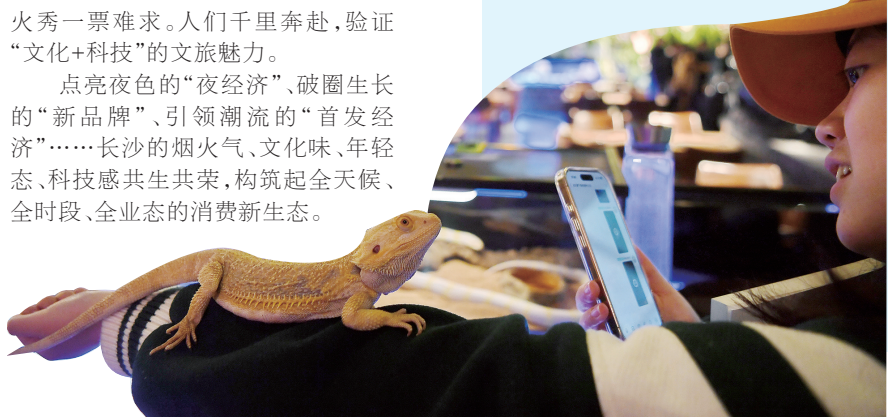 火秀一票难求。人们千里奔赴，验证
“文化+科技”的文旅魅力。
点亮夜色的“夜经济”、破圈生长
的“新品牌”、引领潮流的“首发经
济”……长沙的烟火气、文化味、年轻
态、科技感共生共荣，构筑起全天候、
全时段、全业态的消费新生态。